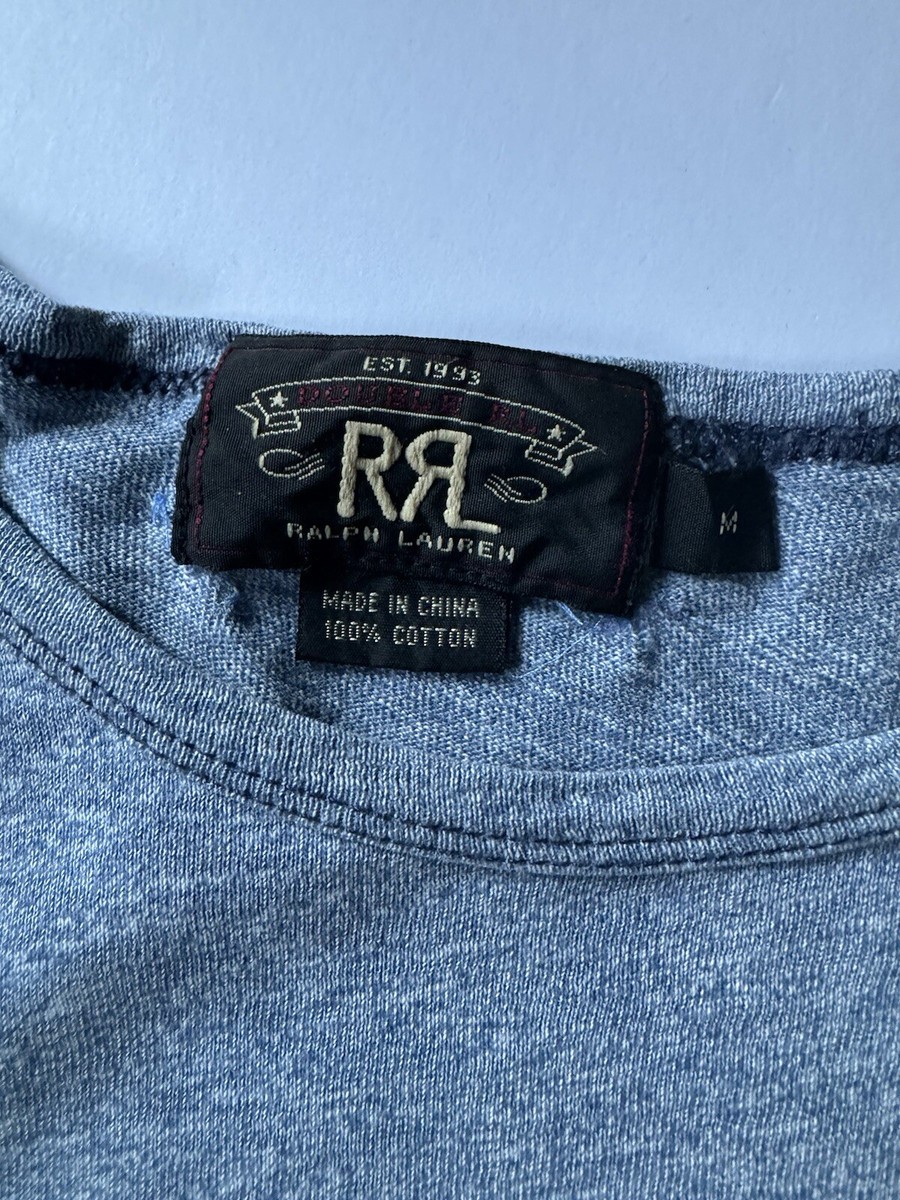 EST. 1993
DOUBLE RL
RRL
RALPH LAUREN
M
MADE IN CHINA
100% COTTON